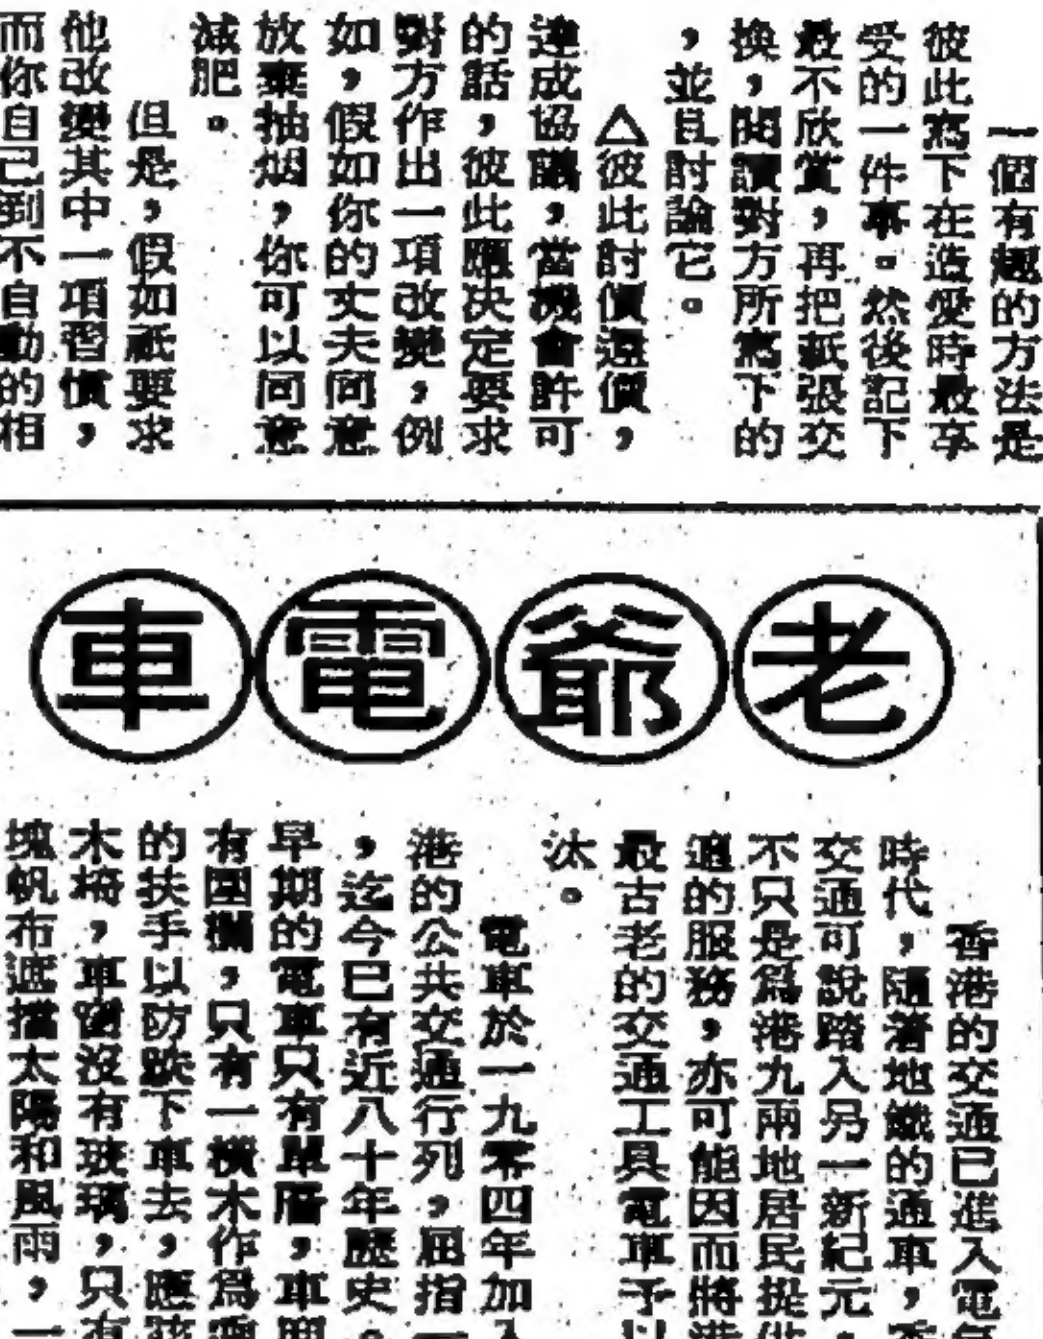 一個有趣的方法是
彼此寫下在造愛時最享
受的一件事。然後記下
最不欣賞，再把紙張交
換，閱讀對方所寫下的
，並且討論它。
△彼此討價還價，
達成協議，當機會許可
的話，彼此應決定要求
對方作出一項改變，例
如，假如你的丈夫同意
放棄抽烟，你可以同意
減肥。
但是，假如祇要求
他改變其中一項習慣，
而你自己到不自動的相
老爺電車
香港的交通已進入電
時代，隨着地鐵的通車，
交通可說踏入另一新紀元，
不只是爲港九兩地居民提供
適的服務，亦可能因而將港
最古老的交通工具電車予以
汰。
電車於一九零四年加入
港的公共交通行列，屈指一
，迄今已有近八十年歷史。
早期的電車只有單層，車
有圍欄，只有一橫木作爲
的扶手以防跌下車去，應該
木椅，車窗沒有玻璃，只有
塊帆布遮擋太陽和風雨，一